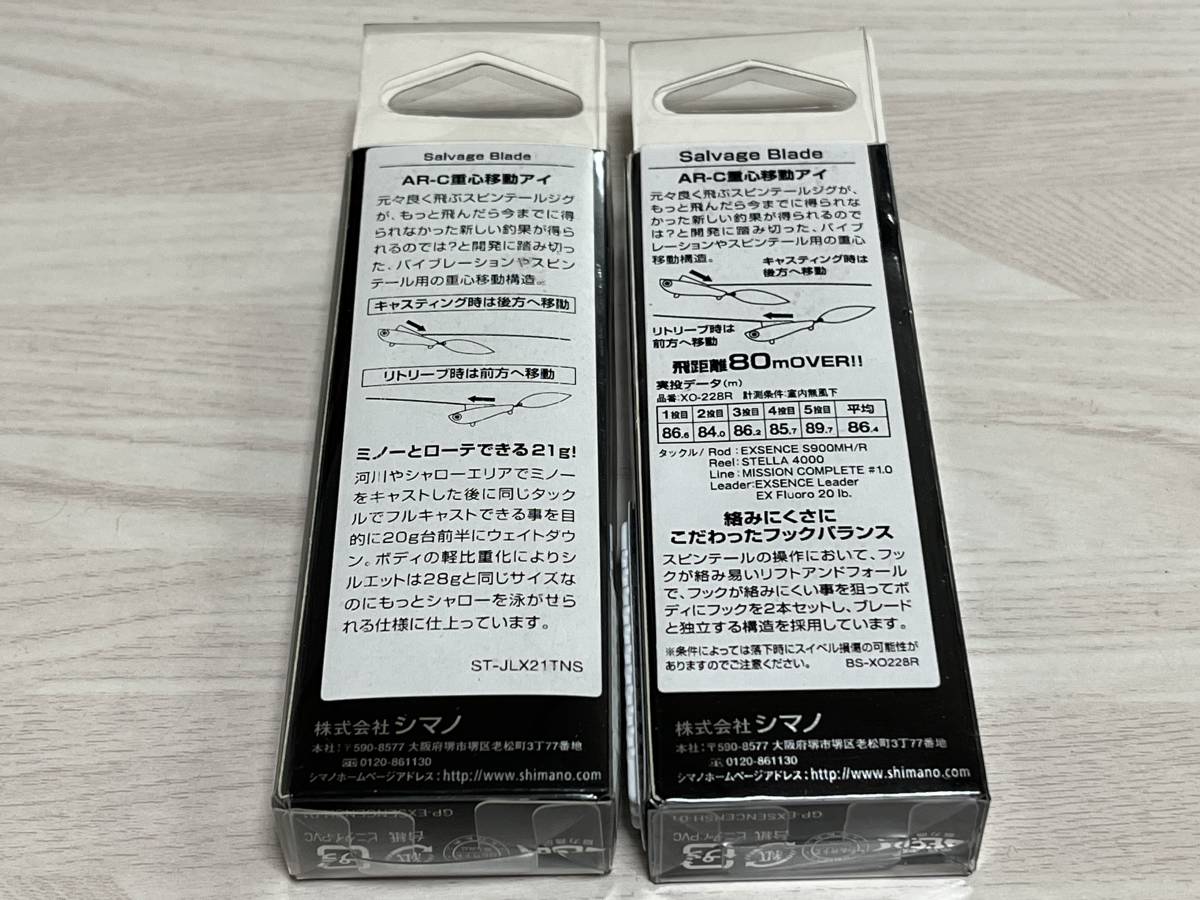 Salvage Blade
AR-C重心移動アイ
元々良く飛ぶスピンテールジグ
が、もっと飛んだら今までに得
られなかった新しい釣果が得ら
れるのでは?と開発に踏み切っ
た、バイブレーションやスピン
テール用の重心移動構造。
キャスティング時は後方へ移動
リトリーブ時は前方へ移動
ミノーとローテできる21g!
河川やシャローエリアでミノー
をキャストした後に同じタック
ルでフルキャストできる事を目
的に20g台前半にウェイトダウ
ン。ボディの軽比重化によりシ
ルエットは28gと同じサイズな
のにもっとシャローを泳がせら
れる仕様に仕上っています。
ST-JLX21TNS
株式会社シマノ
本社:〒590-8577 大阪府堺市堺区老松町3丁77番地
0120-861130
シマノホームページアドレス:http://www.shimano.com
GP-EXSENCENSH-01
台紙 ビニタイ:PVC
Salvage Blade
AR-C重心移動アイ
元々良く飛ぶスピンテールジグが、
もっと飛んだら今までに得られな
かった新しい釣果が得られるので
は?と開発に踏み切った、バイブ
レーションやスピンテール用の重心
移動構造。
キャスティング時は
後方へ移動
リトリーブ時は
前方へ移動
飛距離80mOVER!!
実投データ(m)
品番:XO-228R 計測条件:室内無風下
1投目 2投目 3投目 4投目 5投目 平均
86.6 84.0 86.2 85.7 89.7 86.4
タックル/Rod:EXSENCE S900MH/R
Reel:STELLA 4000
Line:MISSION COMPLETE #1.0
Leader:EXSENCE Leader
EX Fluoro 20 lb.
絡みにくさに
こだわったフックバランス
スピンテールの操作において、フッ
クが絡み易いリフトアンドフォール
で、フックが絡みにくい事を狙ってボ
ディにフックを2本セットし、ブレード
と独立する構造を採用しています。
※条件によっては落下時にスイベル損傷の可能性が
ありますのでご注意ください。 BS-XO228R
株式会社シマノ
本社:〒590-8577 大阪府堺市堺区老松町3丁77番地
0120-861130
シマノホームページアドレス:http://www.shimano.com
GP-EXSENCENSH-01
台紙 ビニタイ:PVC